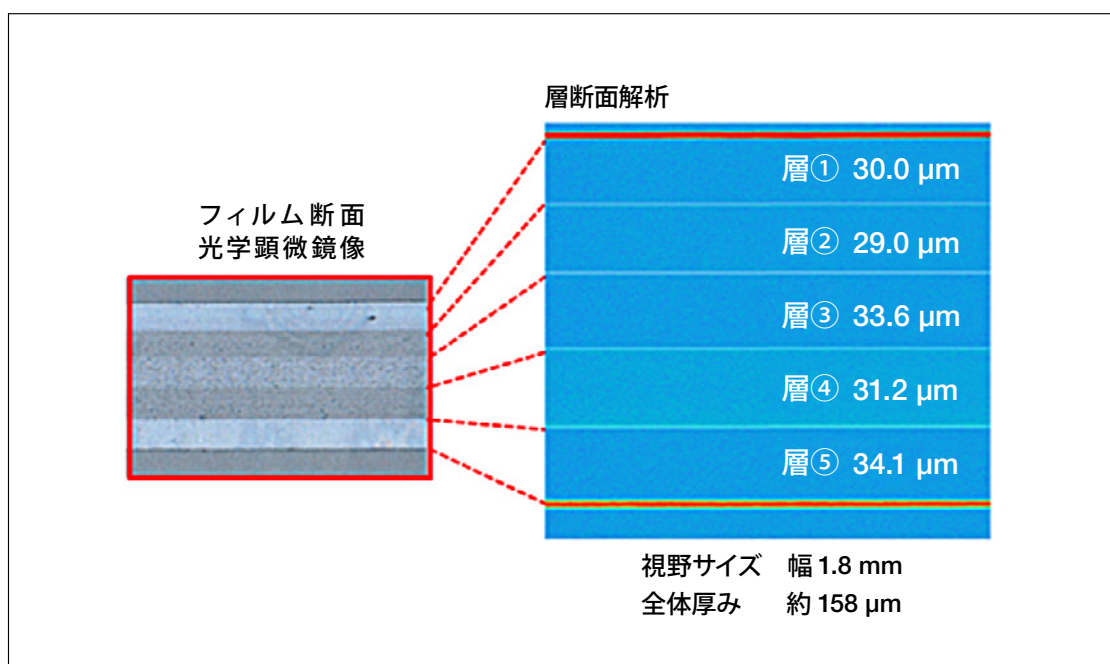 層断面解析
フィルム断面
光学顕微鏡像
層① 30.0 µm
層② 29.0 µm
層③ 33.6 µm
層④ 31.2 µm
層⑤ 34.1 µm
視野サイズ 幅 1.8 mm
全体厚み 約 158 µm